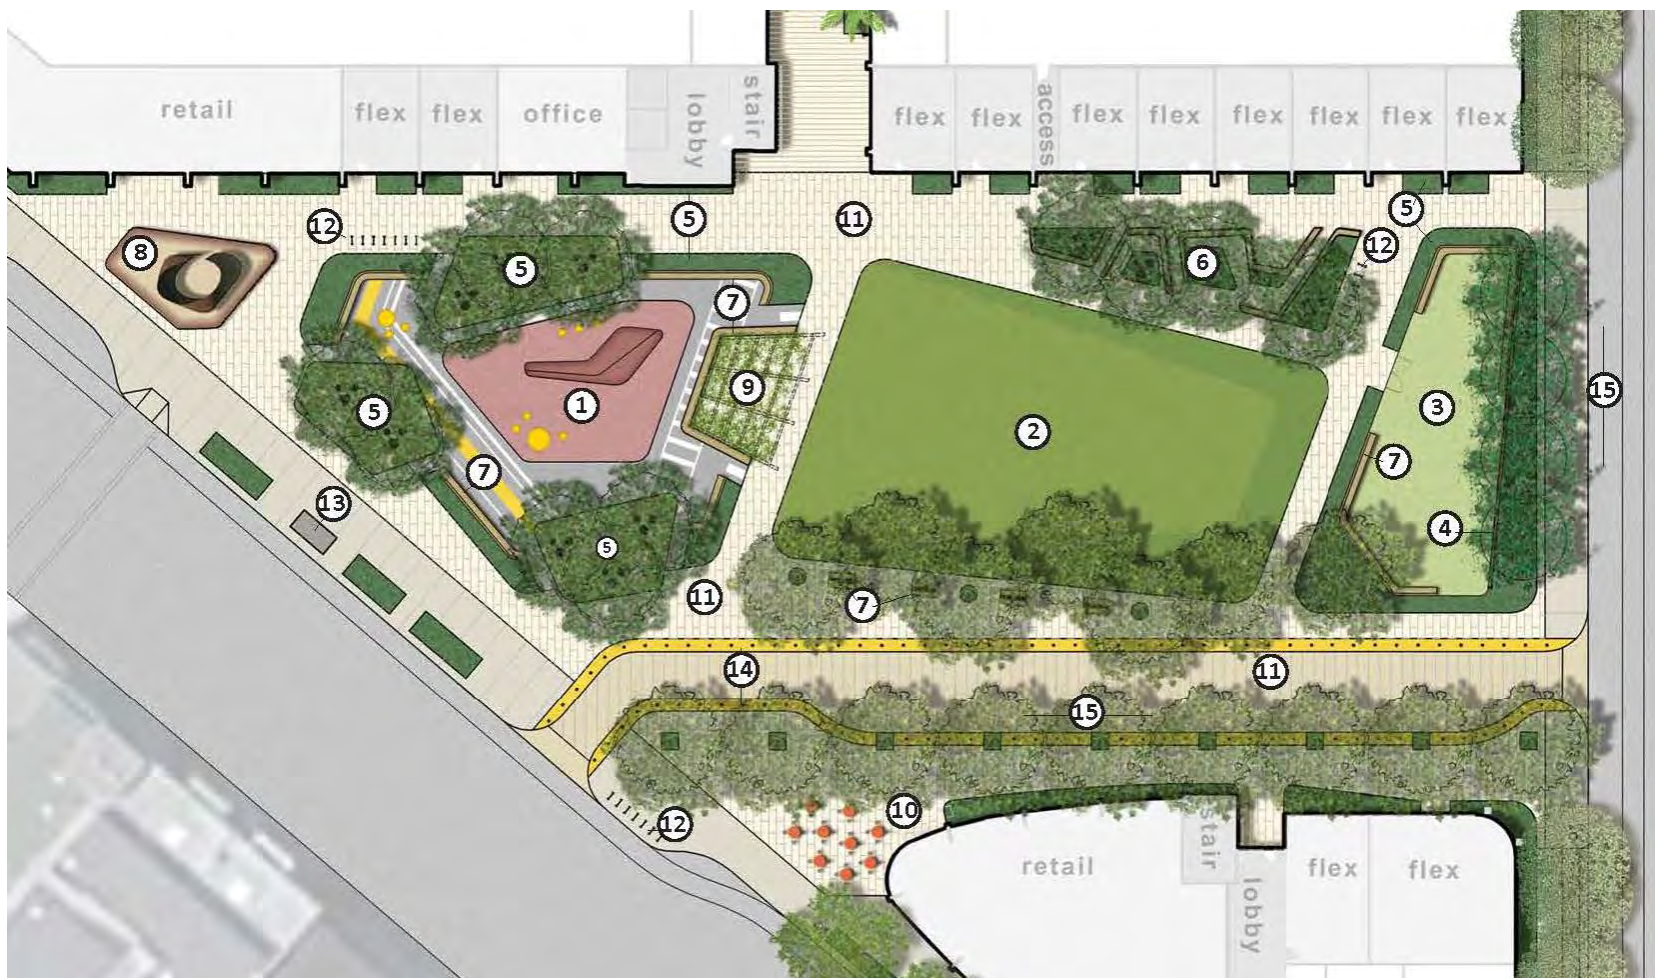 retail
flex
flex
office
lobby
stair
flex
flex
access
flex
flex
flex
flex
flex
flex
8
12
5
5
11
6
5
12
7
9
1
5
2
3
15
7
7
13
4
5
11
7
14
11
15
10
12
retail
stair
lobby
flex
flex